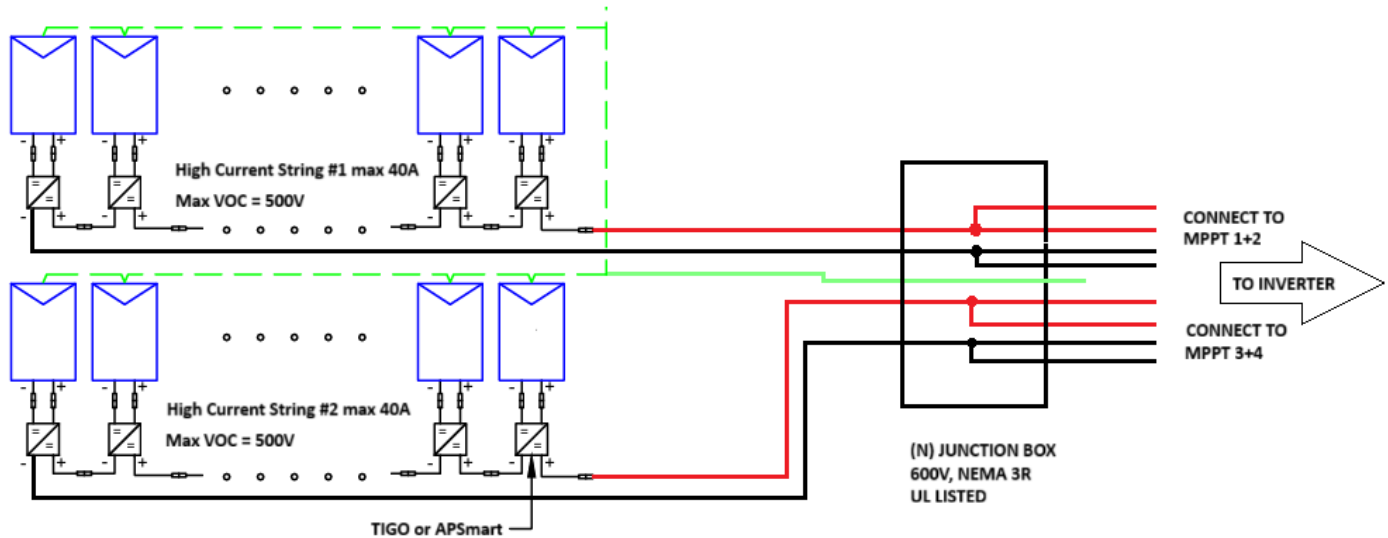 - + - + - + - +
High Current String #1 max 40A
Max VOC = 500V
- + + - + - +
CONNECT TO
MPPT 1+2
TO INVERTER
CONNECT TO
MPPT 3+4
- + - + - + - +
High Current String #2 max 40A
Max VOC = 500V
- + - + - + - +
(N) JUNCTION BOX
600V, NEMA 3R
UL LISTED
TIGO or APSmart